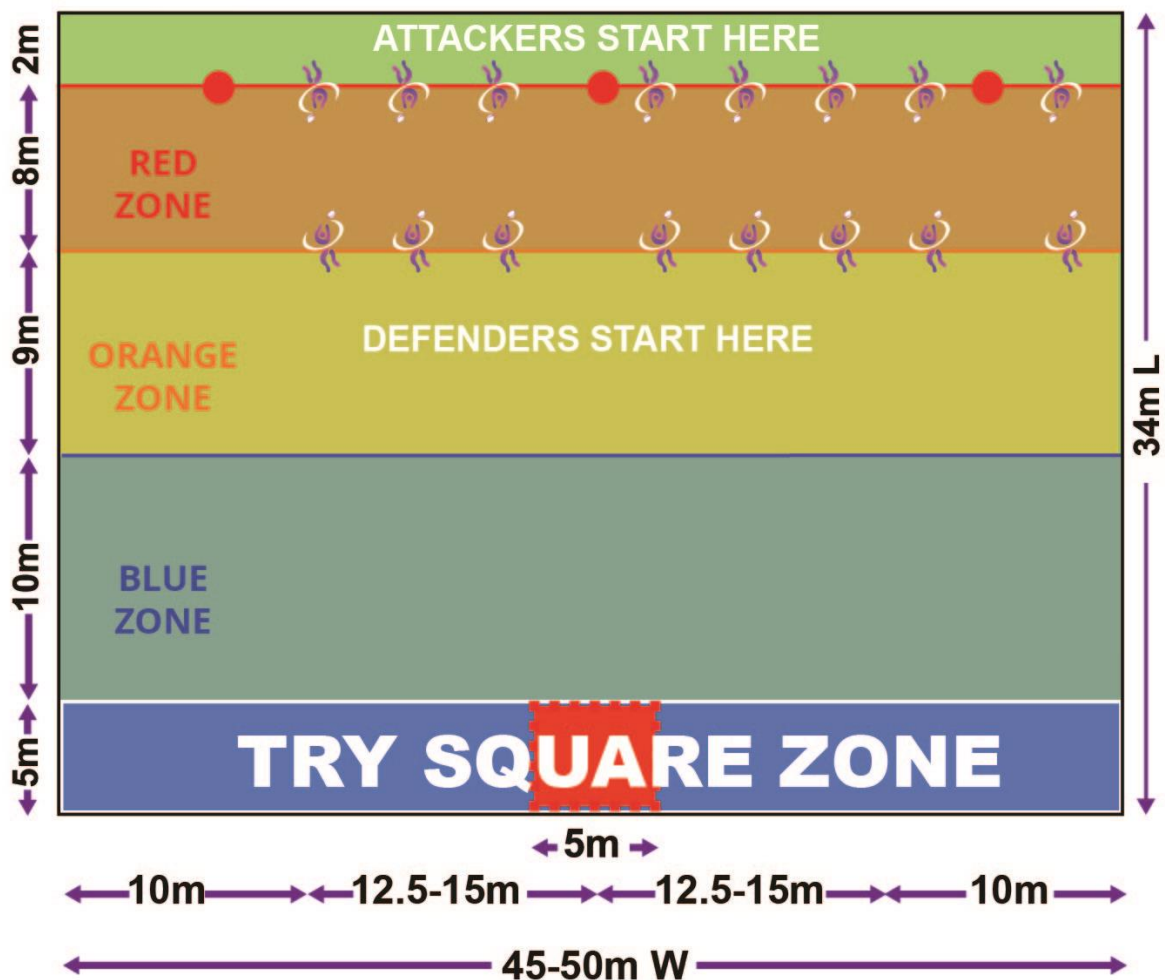 ATTACKERS START HERE
2m
8m
RED
ZONE
DEFENDERS START HERE
9m
ORANGE
ZONE
34m L
10m
BLUE
ZONE
5m
TRY SQUARE ZONE
5m
10m 12.5-15m 12.5-15m 10m
45-50m W